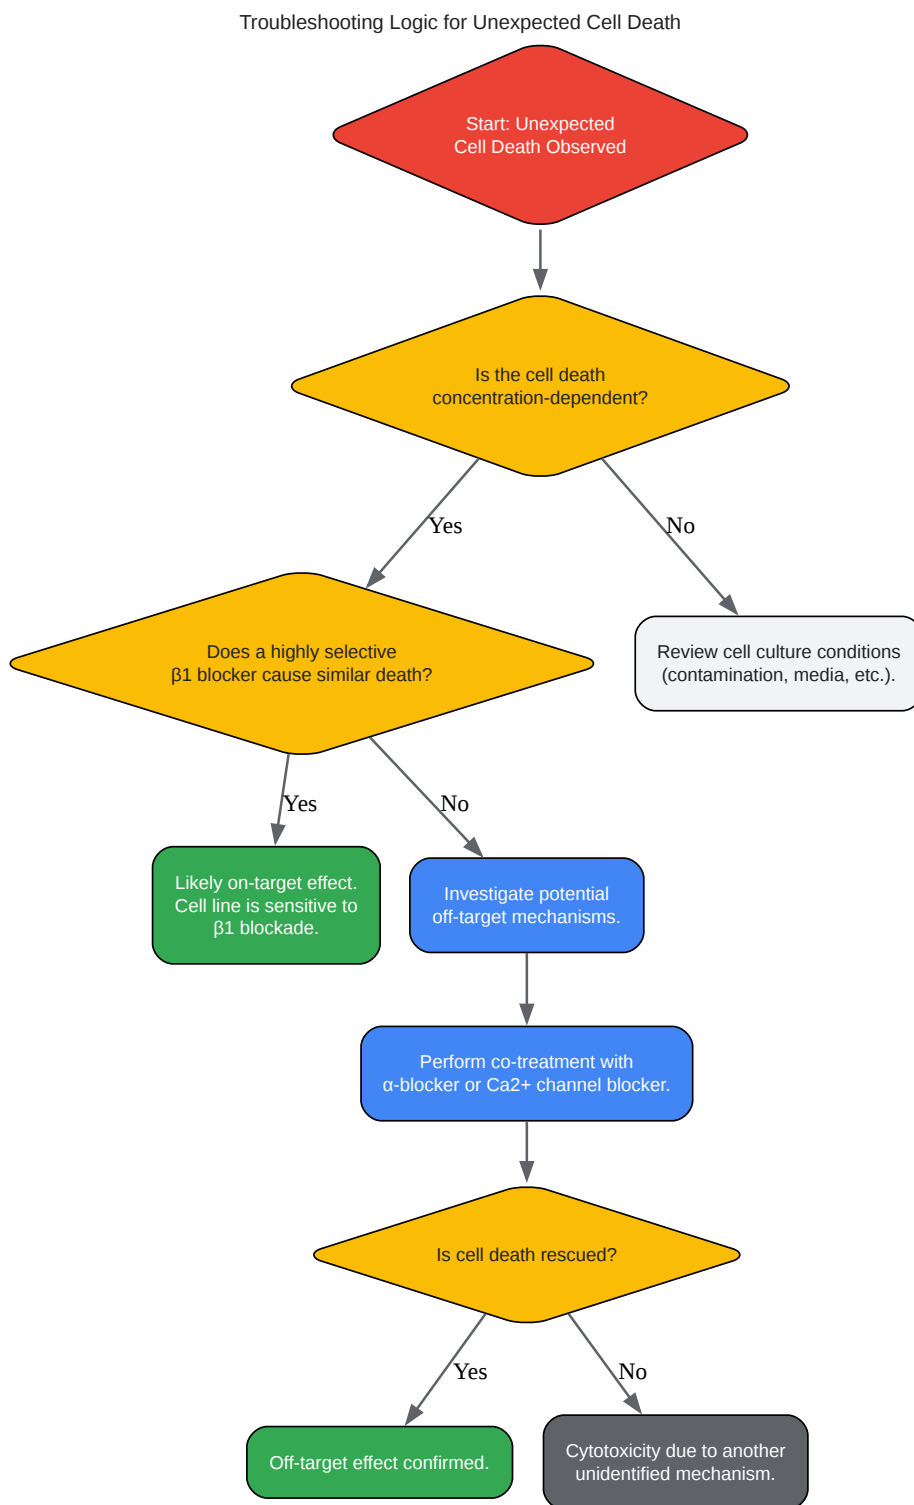 Troubleshooting Logic for Unexpected Cell Death
Start: Unexpected
Cell Death Observed
Is the cell death
concentration-dependent?
Yes
No
Does a highly selective
β1 blocker cause similar death?
Review cell culture conditions
(contamination, media, etc.).
Yes
No
Likely on-target effect.
Cell line is sensitive to
β1 blockade.
Investigate potential
off-target mechanisms.
Perform co-treatment with
α-blocker or Ca2+ channel blocker.
Is cell death rescued?
Yes
No
Off-target effect confirmed.
Cytotoxicity due to another
unidentified mechanism.